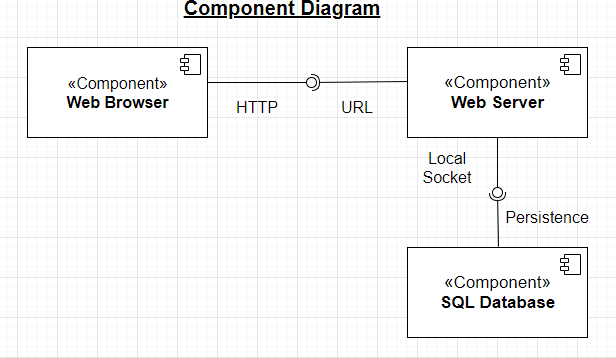 Component Diagram
«Component»
Web Browser
HTTP
URL
«Component»
Web Server
Local
Socket
Persistence
«Component»
SQL Database